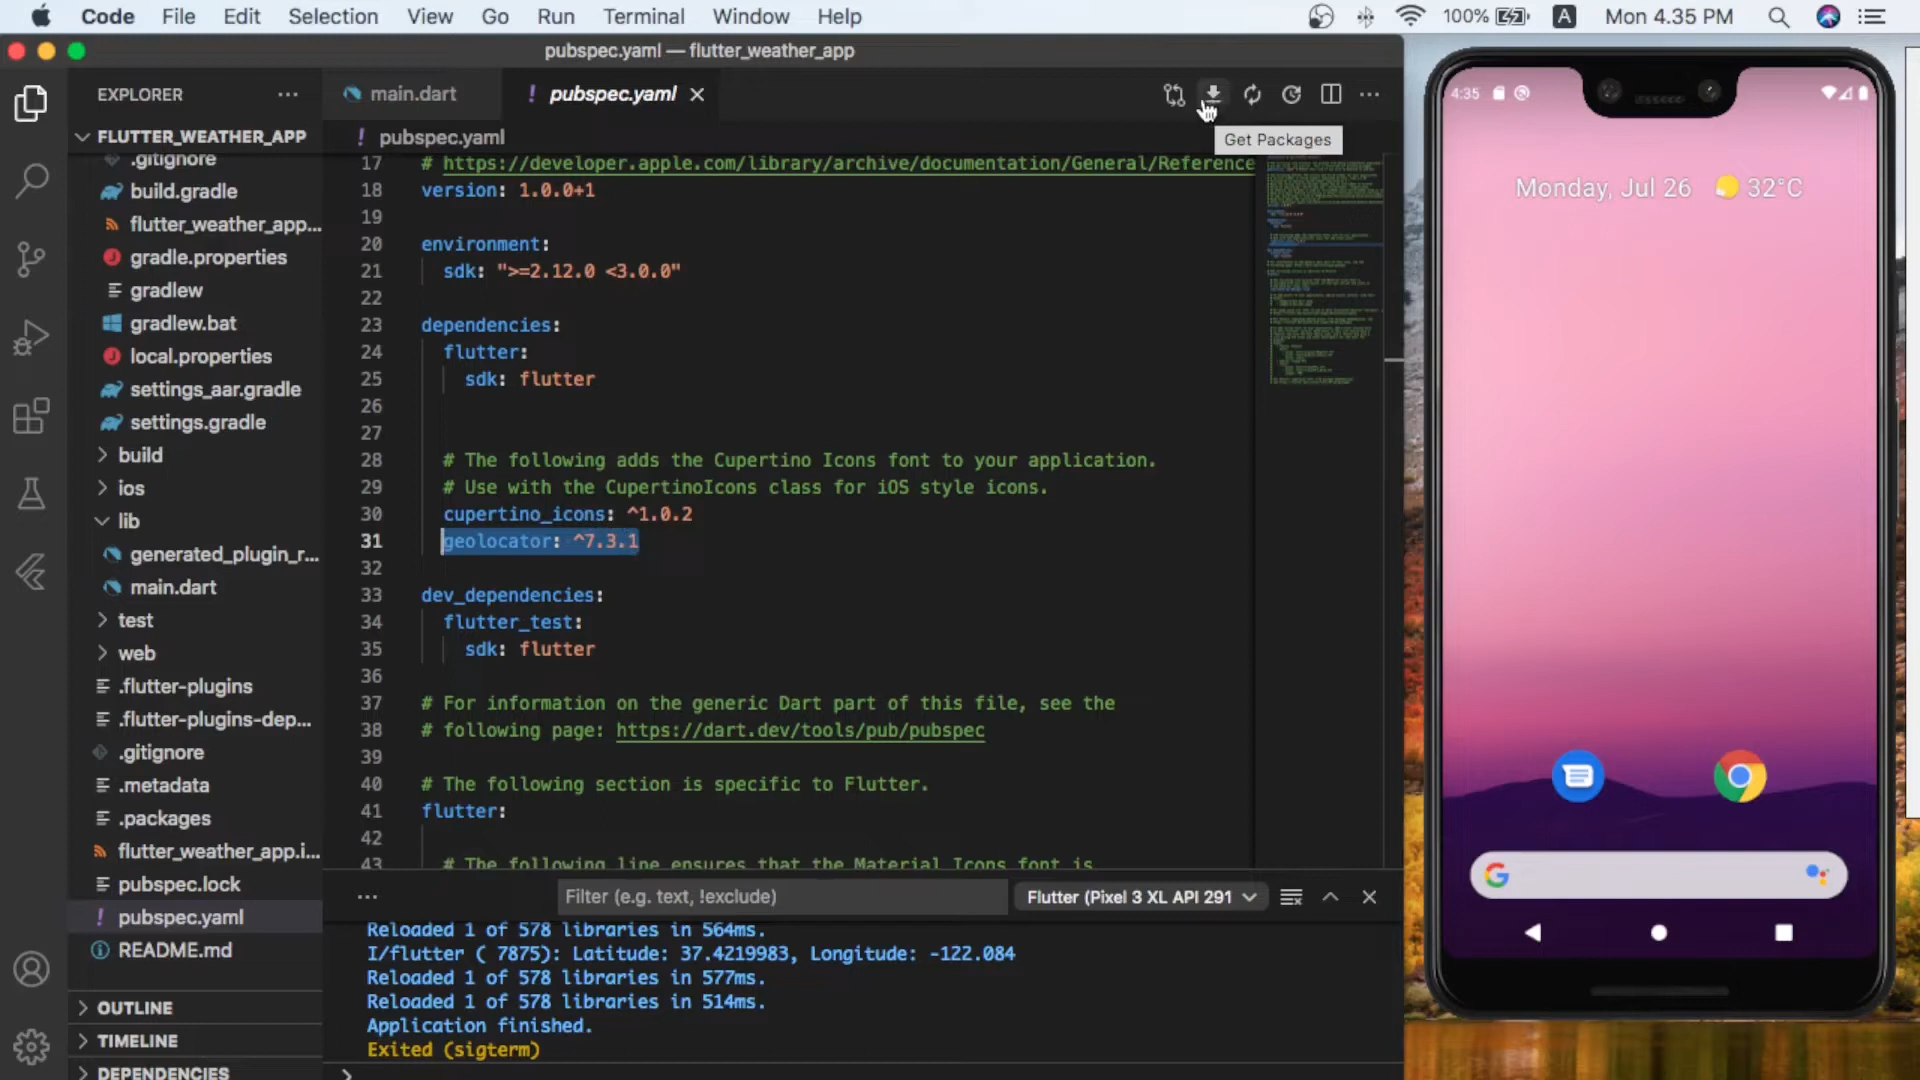 Code File Edit Selection View Go Run Terminal Window Help 100% A Mon 4.35 PM
pubspec.yaml — flutter_weather_app
EXPLORER
main.dart
! pubspec.yaml
Get Packages
FLUTTER_WEATHER_APP
.gitignore
build.gradle
flutter_weather_app...
gradle.properties
gradlew
gradlew.bat
local.properties
settings_aar.gradle
settings.gradle
build
ios
lib
generated_plugin_r...
main.dart
test
web
.flutter-plugins
.flutter-plugins-dep...
.gitignore
.metadata
.packages
flutter_weather_app.i...
pubspec.lock
! pubspec.yaml
README.md
OUTLINE
TIMELINE
DEPENDENCIES
! pubspec.yaml
17 # https://developer.apple.com/library/archive/documentation/General/Reference
18 version: 1.0.0+1
19
20 environment:
21 sdk: ">=2.12.0 <3.0.0"
22
23 dependencies:
24 flutter:
25 sdk: flutter
26
27
28 # The following adds the Cupertino Icons font to your application.
29 # Use with the CupertinoIcons class for iOS style icons.
30 cupertino_icons: ^1.0.2
31 geolocator: ^7.3.1
32
33 dev_dependencies:
34 flutter_test:
35 sdk: flutter
36
37 # For information on the generic Dart part of this file, see the
38 # following page: https://dart.dev/tools/pub/pubspec
39
40 # The following section is specific to Flutter.
41 flutter:
42
43 # The following line ensures that the Material Icons font is
Filter (e.g. text, !exclude)
Flutter (Pixel 3 XL API 291
Reloaded 1 of 578 libraries in 564ms.
I/flutter ( 7875): Latitude: 37.4219983, Longitude: -122.084
Reloaded 1 of 578 libraries in 577ms.
Reloaded 1 of 578 libraries in 514ms.
Application finished.
Exited (sigterm)
4:35
Monday, Jul 26 32°C